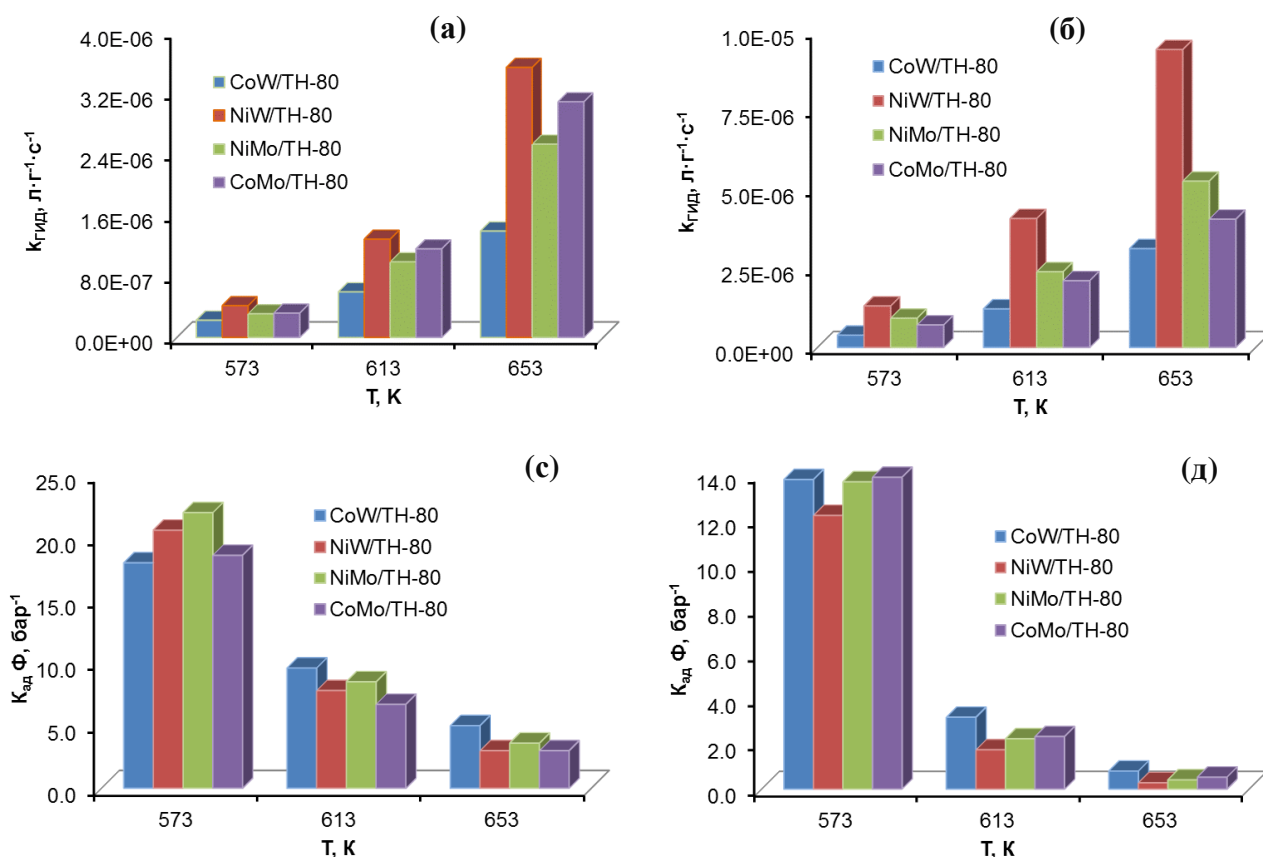 (а)
4.0E-06
3.2E-06
2.4E-06
1.6E-06
8.0E-07
0.0E+00
kГИД, л·г-1·с-1
CoW/TH-80
NiW/TH-80
NiMo/TH-80
CoMo/TH-80
573 613 653
T, K
(б)
1.0E-05
7.5E-06
5.0E-06
2.5E-06
0.0E+00
kГИД, л·г-1·с-1
CoW/TH-80
NiW/TH-80
NiMo/TH-80
CoMo/TH-80
573 613 653
T, K
(с)
25.0
20.0
15.0
10.0
5.0
0.0
Кад Ф, бар-1
CoW/TH-80
NiW/TH-80
NiMo/TH-80
CoMo/TH-80
573 613 653
T, K
(д)
14.0
12.0
10.0
8.0
6.0
4.0
2.0
0.0
Кад Ф, бар-1
CoW/TH-80
NiW/TH-80
NiMo/TH-80
CoMo/TH-80
573 613 653
T, K